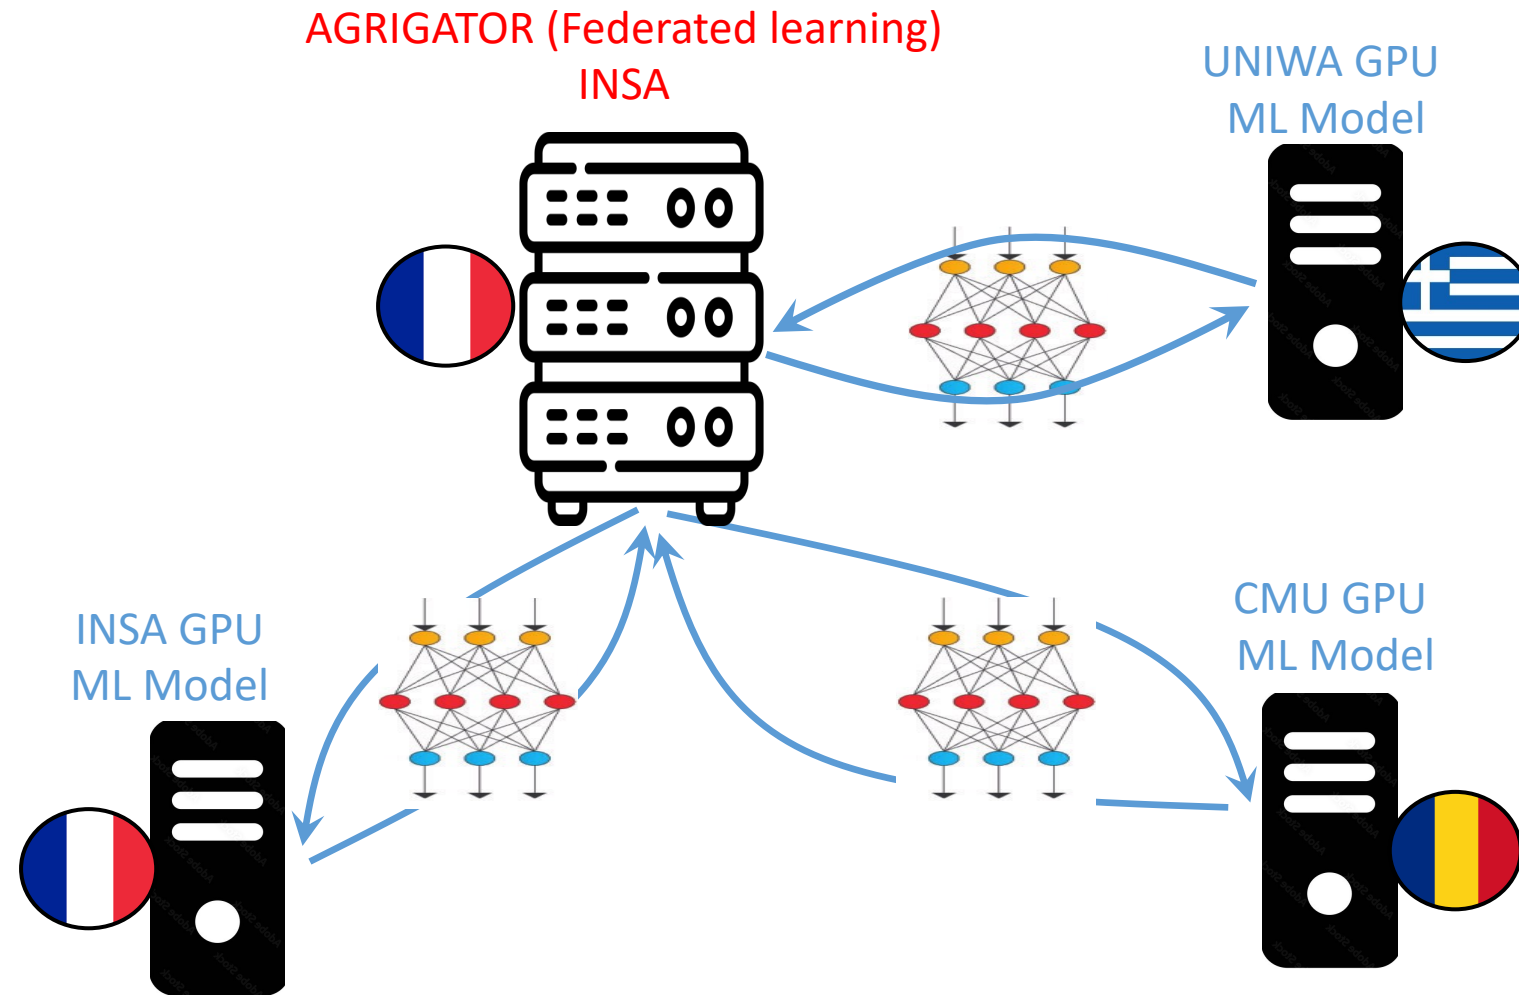 AGRIGATOR (Federated learning)
INSA
UNIWA GPU
ML Model
INSA GPU
ML Model
CMU GPU
ML Model